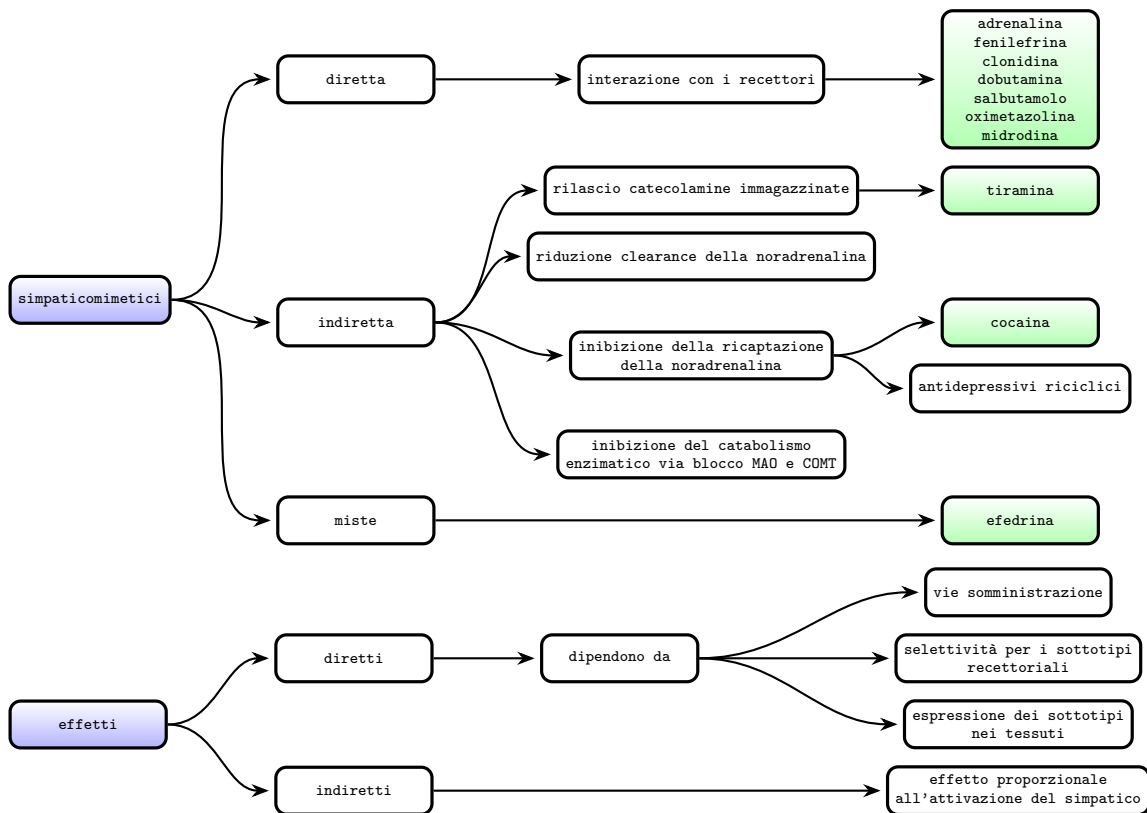 adrenalina
fenilefrina
clonidina
dobutamina
salbutamolo
oximetazolina
midrodina
diretta
interazione con i recettori
rilascio catecolamine immagazzinate
tiramina
riduzione clearance della noradrenalina
simpaticomimetici
indiretta
cocaina
inibizione della ricaptazione
della noradrenalina
antidepressivi riciclici
inibizione del catabolismo
enzimatico via blocco MAO e COMT
miste
efedrina
vie somministrazione
diretti
dipendono da
selettività per i sottotipi
recettoriali
espressione dei sottotipi
nei tessuti
effetti
indiretti
effetto proporzionale
all'attivazione del simpatico